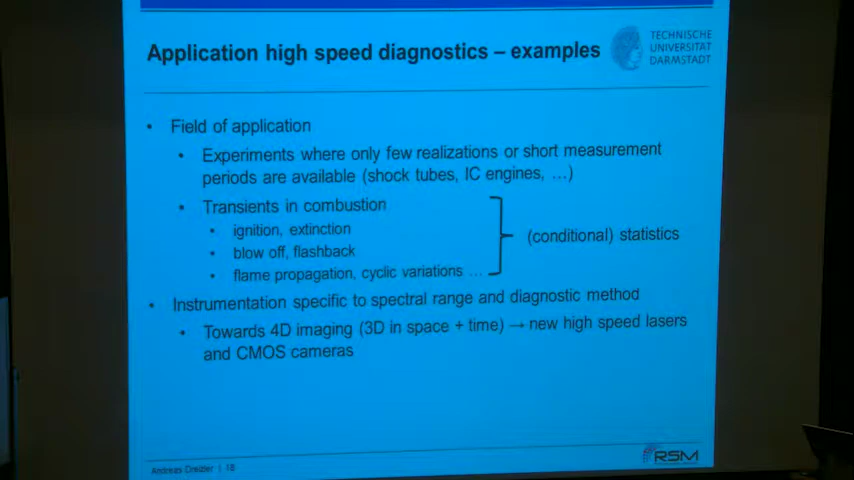 Application high speed diagnostics – examples
TECHNISCHE
UNIVERSITÄT
DARMSTADT
• Field of application
• Experiments where only few realizations or short measurement
periods are available (shock tubes, IC engines, …)
• Transients in combustion
• ignition, extinction
• blow off, flashback
• flame propagation, cyclic variations …
(conditional) statistics
• Instrumentation specific to spectral range and diagnostic method
• Towards 4D imaging (3D in space + time) → new high speed lasers
and CMOS cameras
Andreas Dreizler | 18
RSM